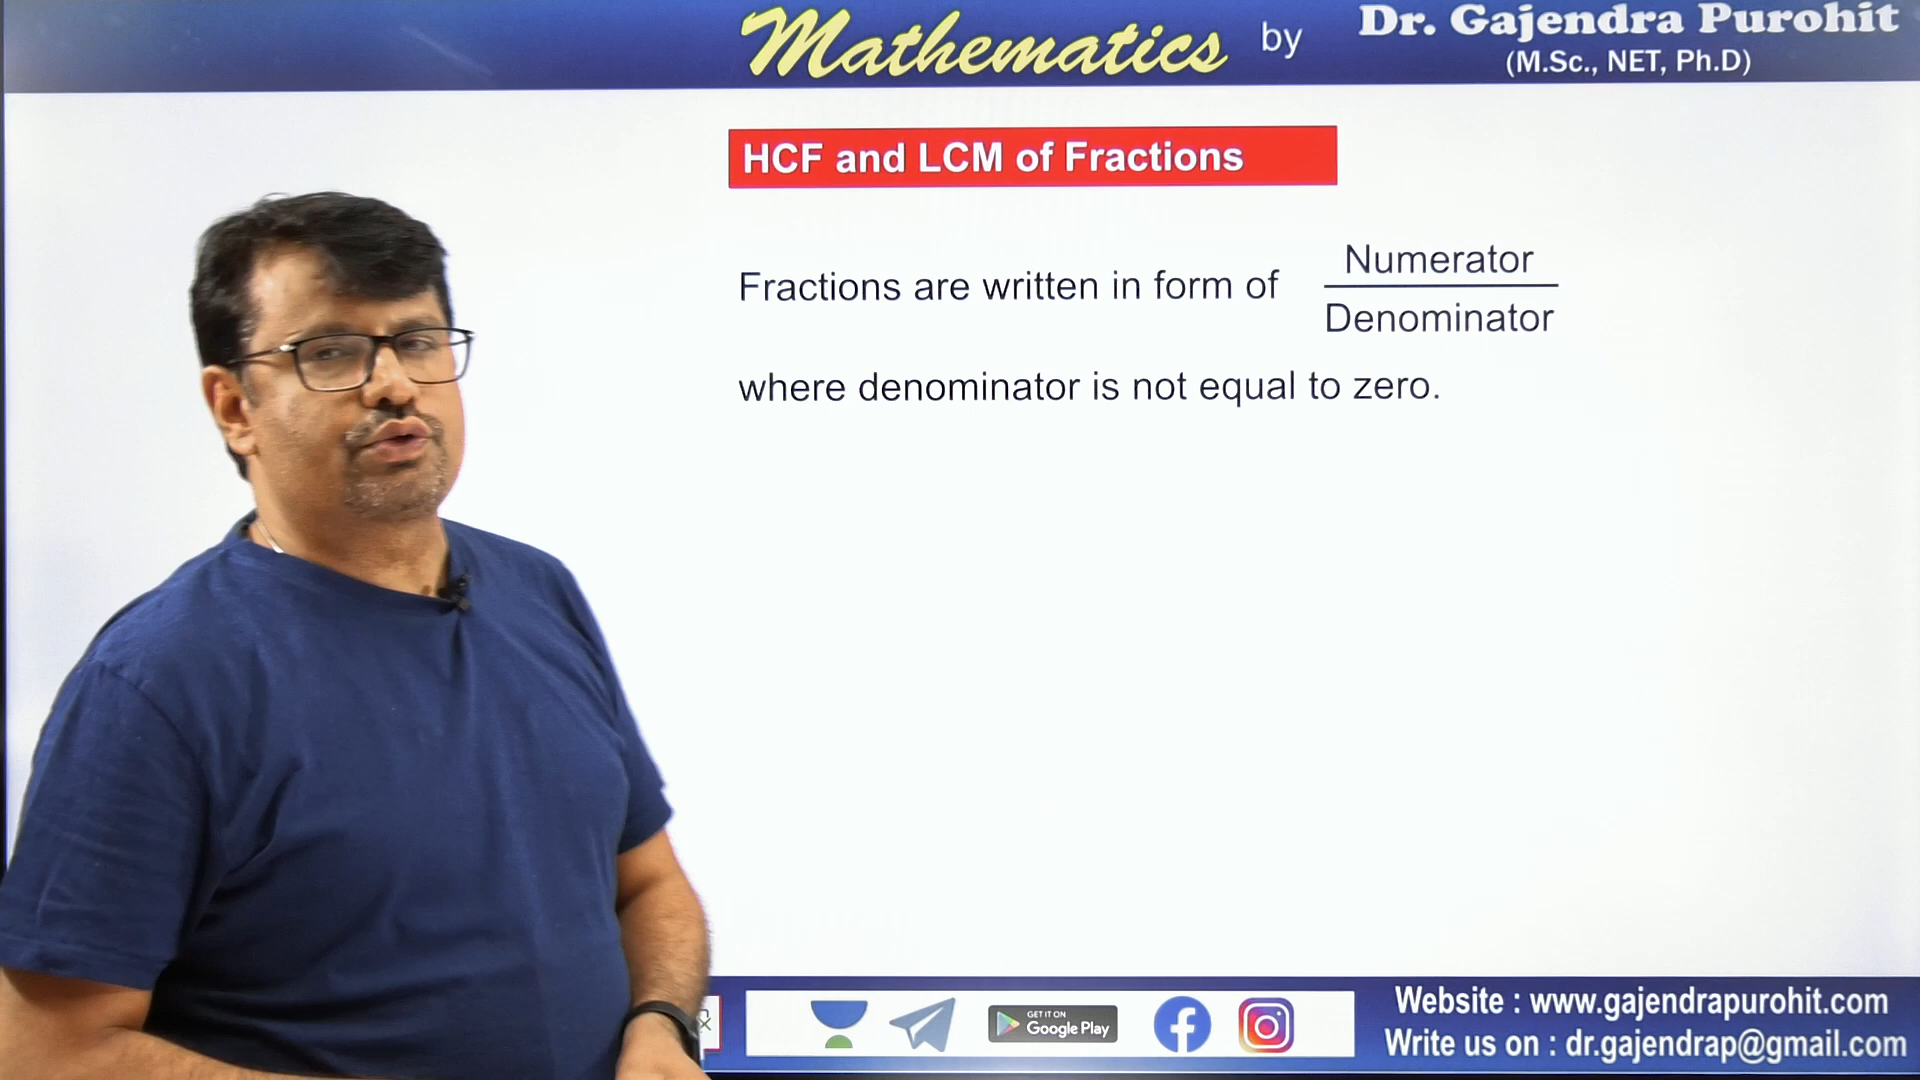 Mathematics by Dr. Gajendra Purohit
(M.Sc., NET, Ph.D)
HCF and LCM of Fractions
Numerator
Fractions are written in form of
Denominator
where denominator is not equal to zero.
GET IT ON
Google Play
Website : www.gajendrapurohit.com
Write us on : dr.gajendrap@gmail.com